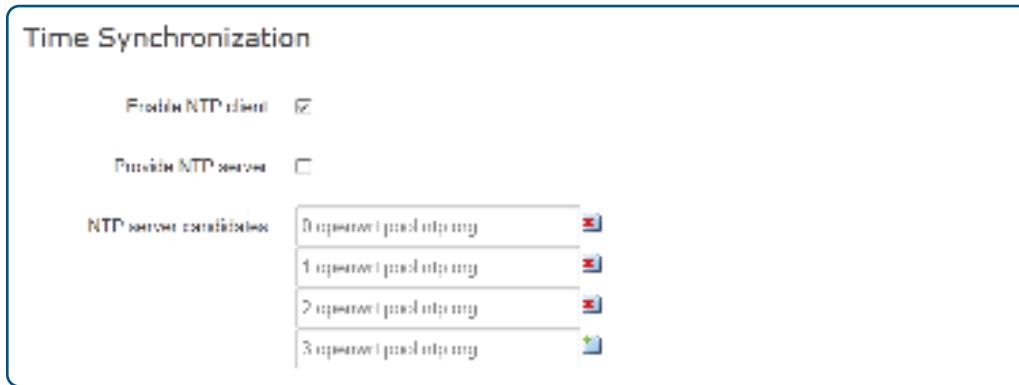 Time Synchronization
Enable NTP client
Provide NTP server
NTP server candidates
0.openwrt.pool.ntp.org
1.openwrt.pool.ntp.org
2.openwrt.pool.ntp.org
3.openwrt.pool.ntp.org